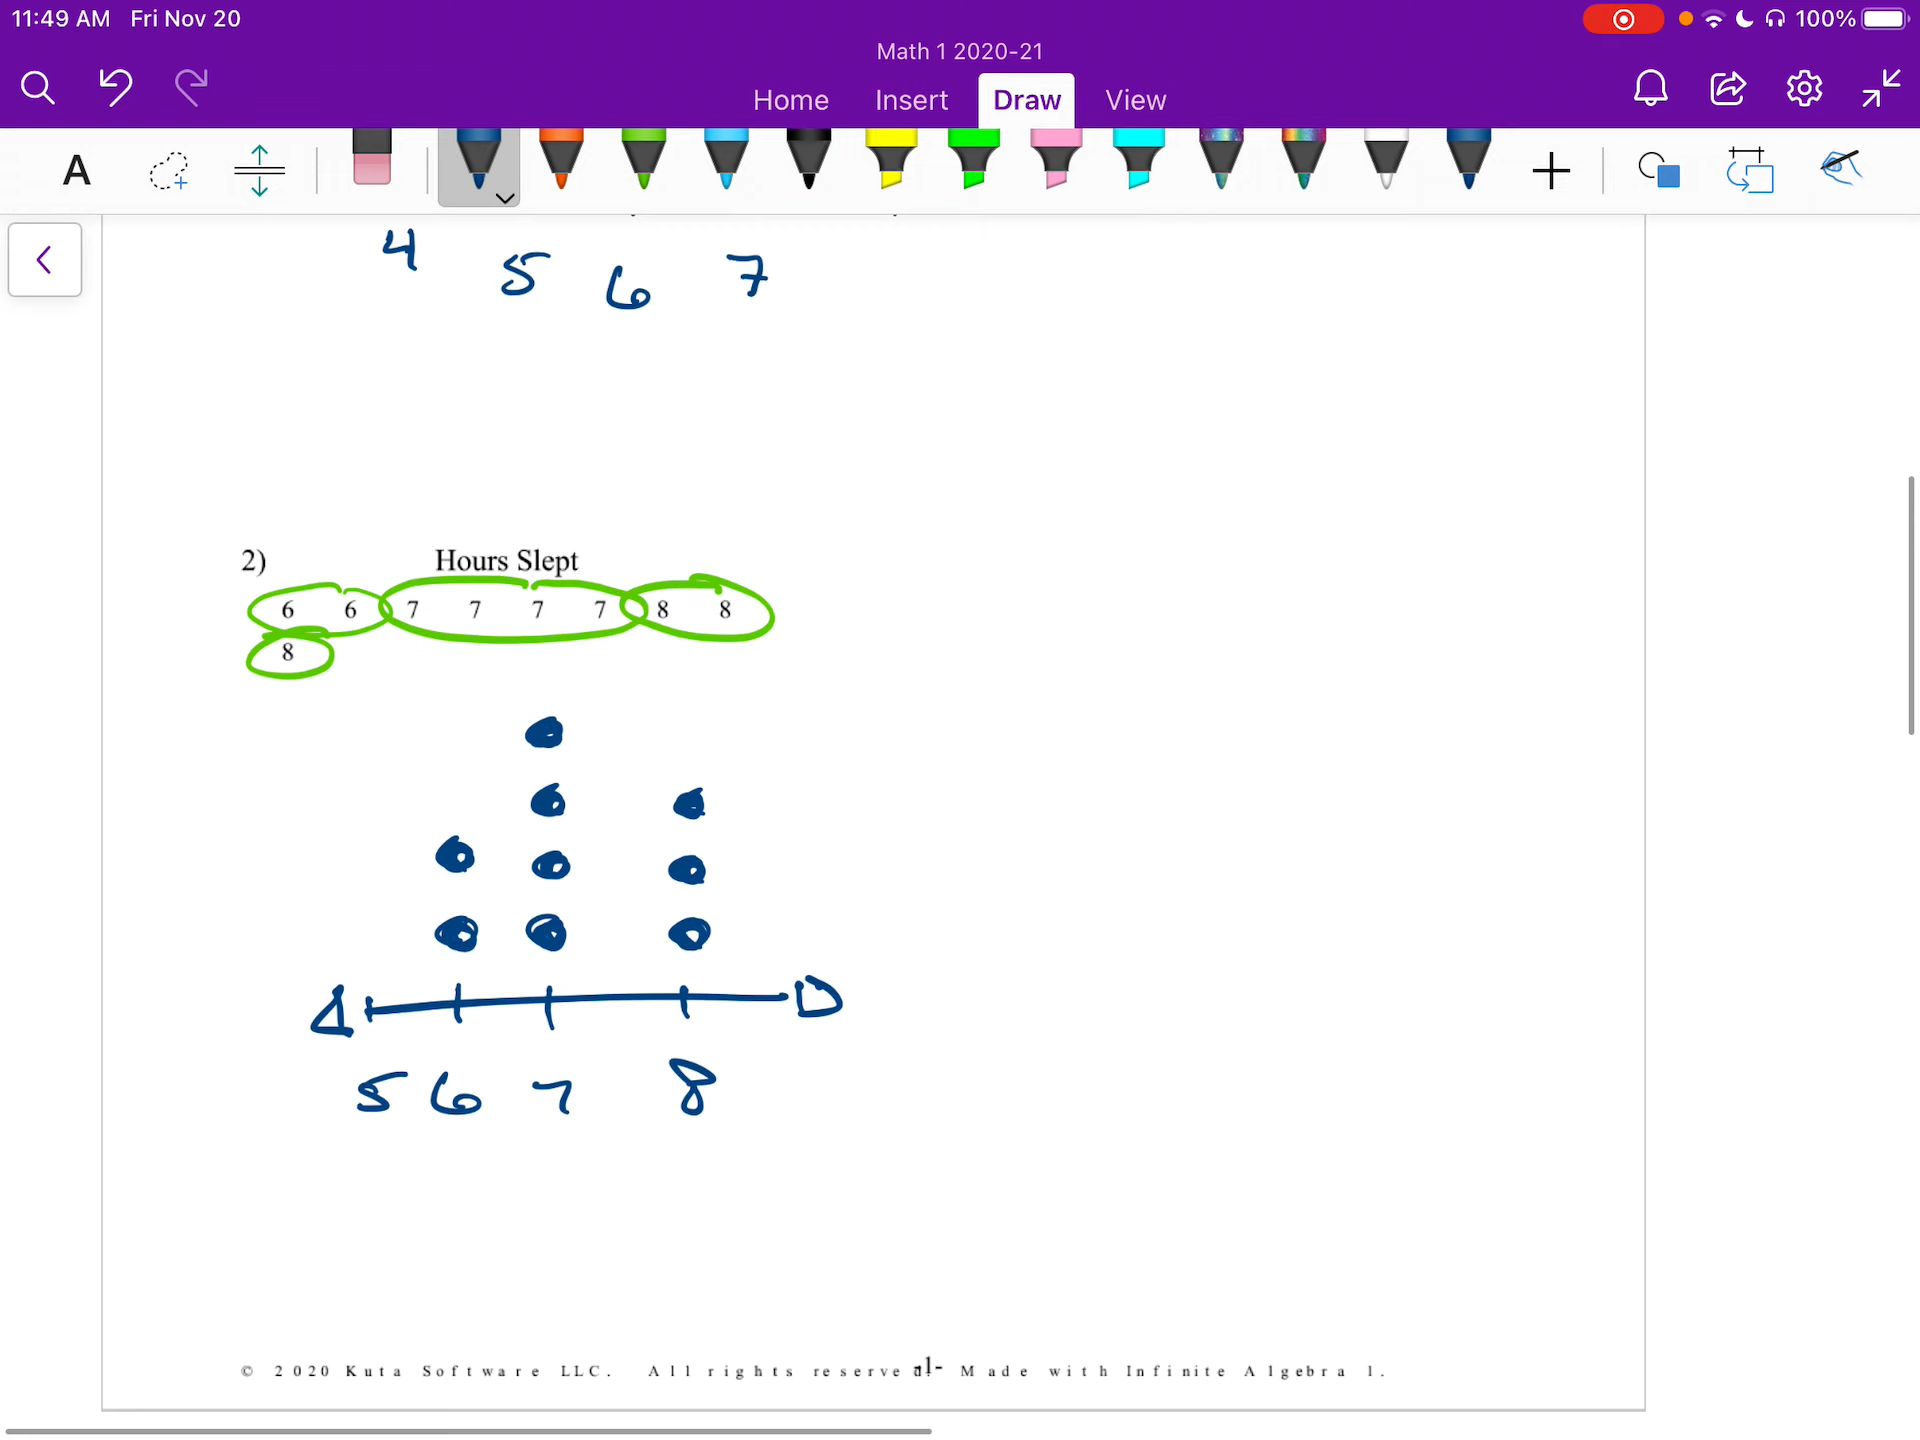 11:49 AM Fri Nov 20
100%
Math 1 2020-21
Home Insert Draw View
A
4 5 6 7
2) Hours Slept
6 6 7 7 7 7 8 8
8
5 6 7 8
© 2020 Kuta Software LLC. All rights reserved. Made with Infinite Algebra 1.
-1-